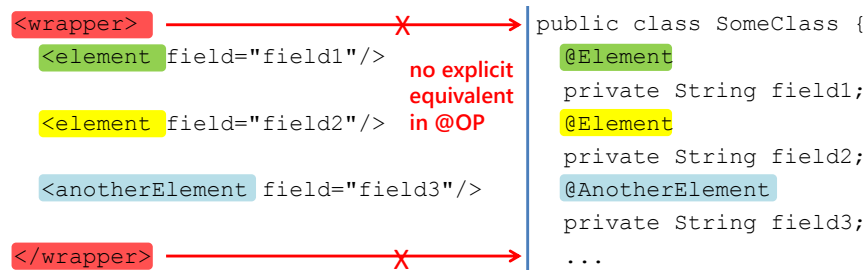 <wrapper>
<element field="field1"/>
<element field="field2"/>
<anotherElement field="field3"/>
</wrapper>
X
no explicit
equivalent
in @OP
X
public class SomeClass {
@Element
private String field1;
@Element
private String field2;
@AnotherElement
private String field3;
...